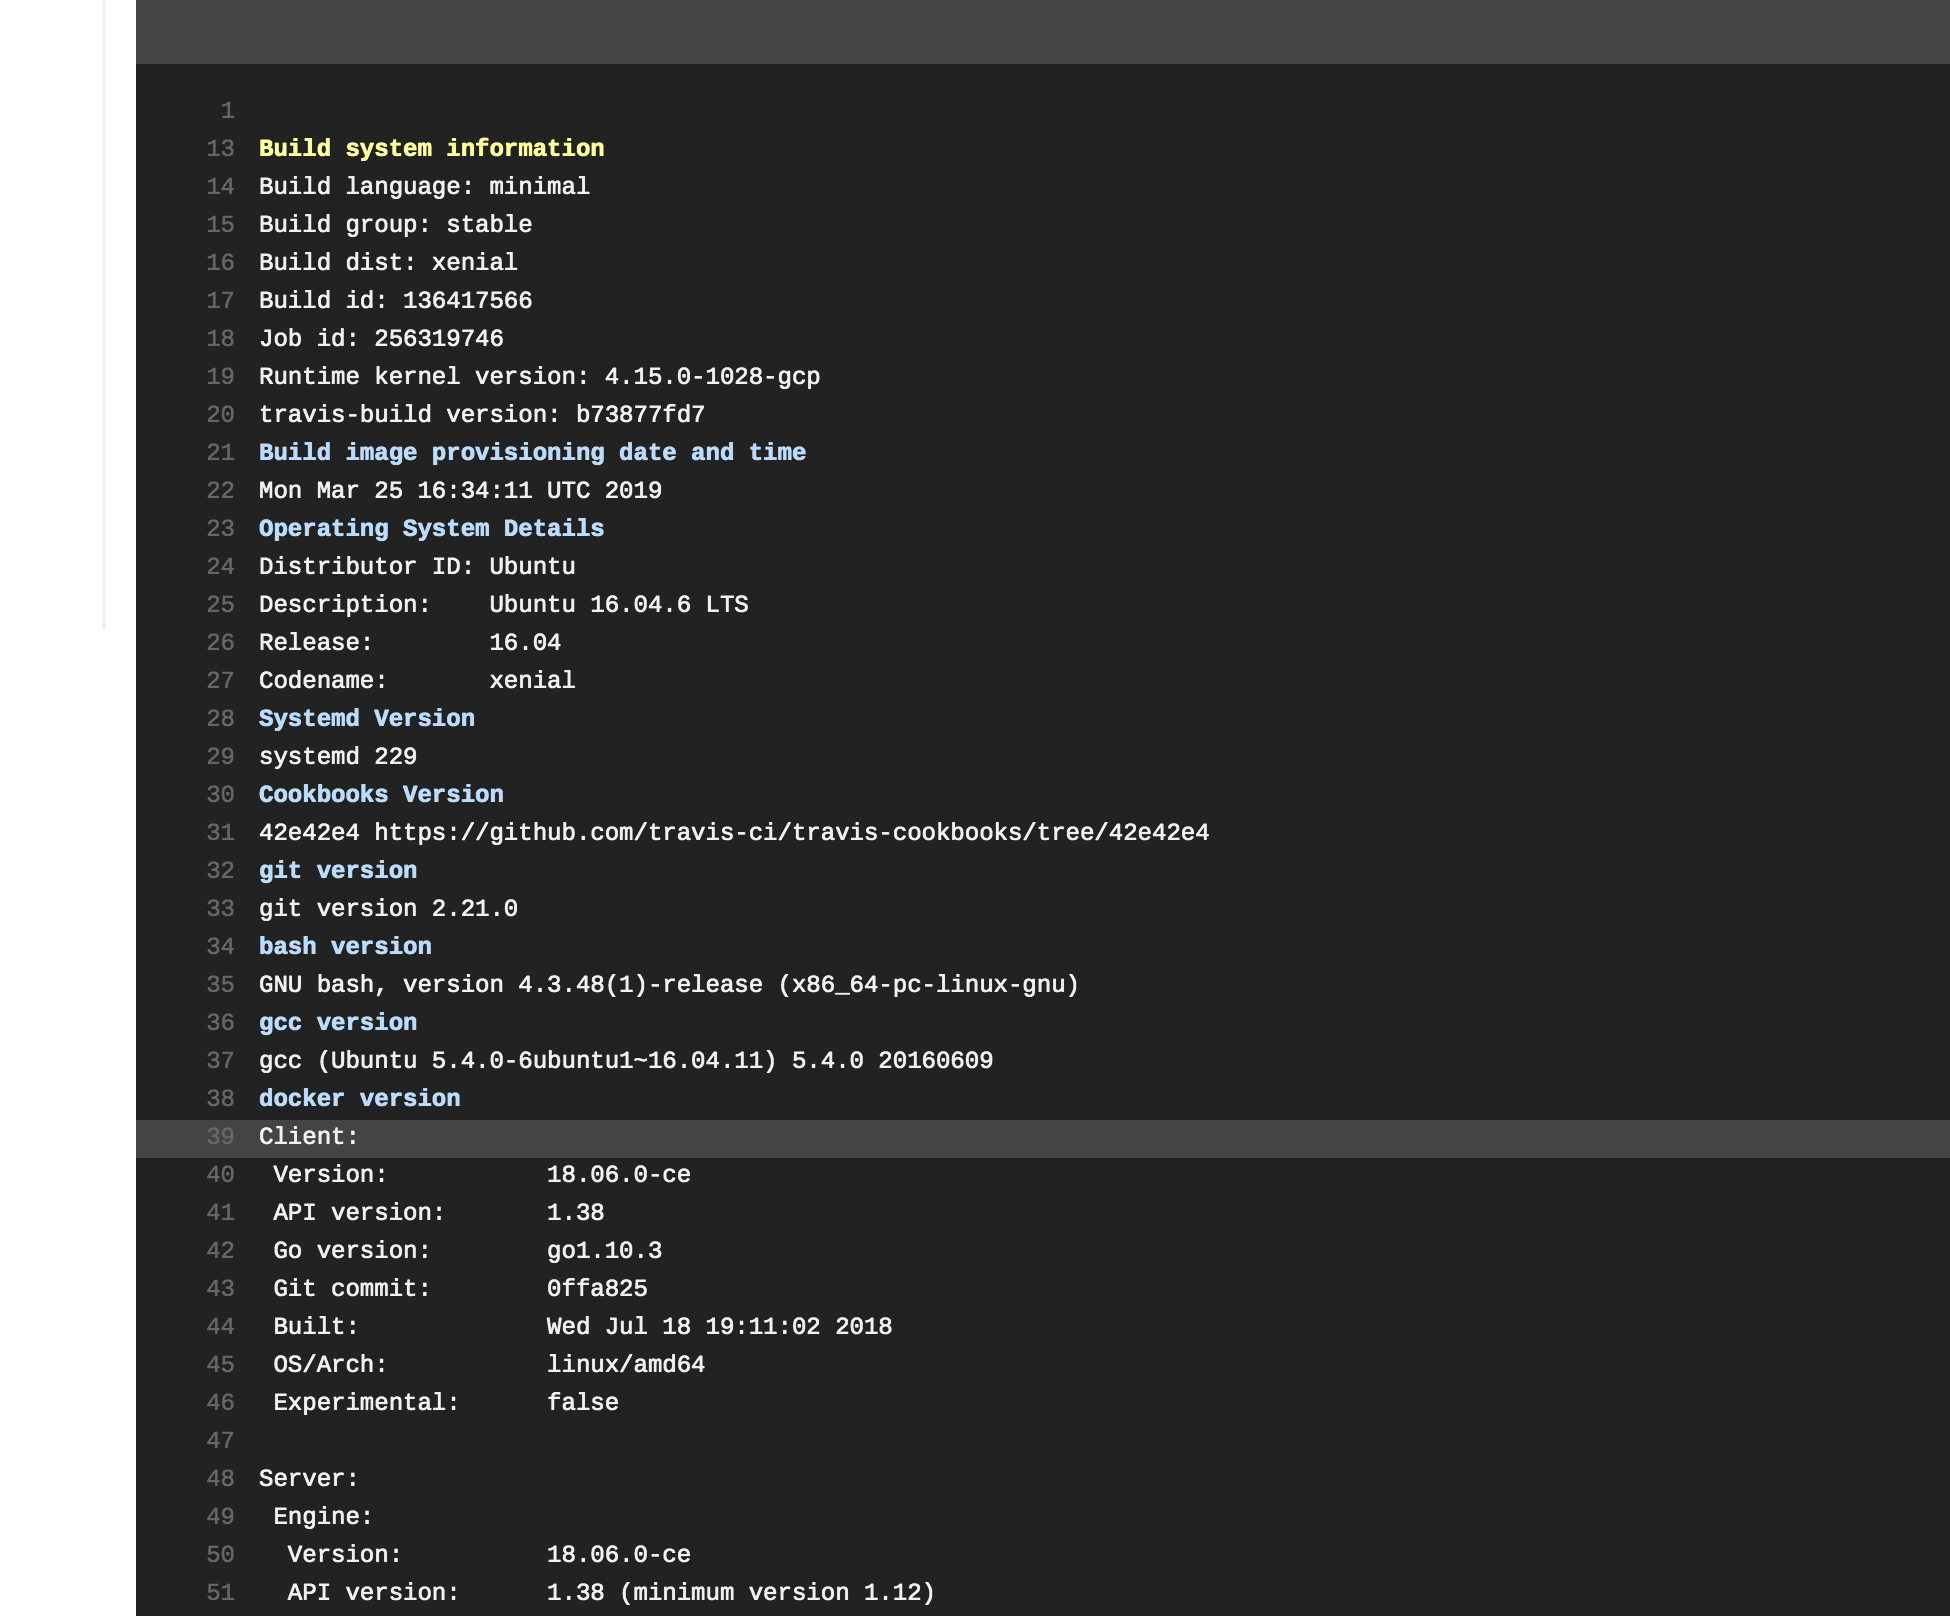 1
13 Build system information
14 Build language: minimal
15 Build group: stable
16 Build dist: xenial
17 Build id: 136417566
18 Job id: 256319746
19 Runtime kernel version: 4.15.0-1028-gcp
20 travis-build version: b73877fd7
21 Build image provisioning date and time
22 Mon Mar 25 16:34:11 UTC 2019
23 Operating System Details
24 Distributor ID: Ubuntu
25 Description:    Ubuntu 16.04.6 LTS
26 Release:        16.04
27 Codename:       xenial
28 Systemd Version
29 systemd 229
30 Cookbooks Version
31 42e42e4 https://github.com/travis-ci/travis-cookbooks/tree/42e42e4
32 git version
33 git version 2.21.0
34 bash version
35 GNU bash, version 4.3.48(1)-release (x86_64-pc-linux-gnu)
36 gcc version
37 gcc (Ubuntu 5.4.0-6ubuntu1~16.04.11) 5.4.0 20160609
38 docker version
39 Client:
40  Version:           18.06.0-ce
41  API version:       1.38
42  Go version:        go1.10.3
43  Git commit:        0ffa825
44  Built:             Wed Jul 18 19:11:02 2018
45  OS/Arch:           linux/amd64
46  Experimental:      false
47
48 Server:
49  Engine:
50   Version:          18.06.0-ce
51   API version:      1.38 (minimum version 1.12)